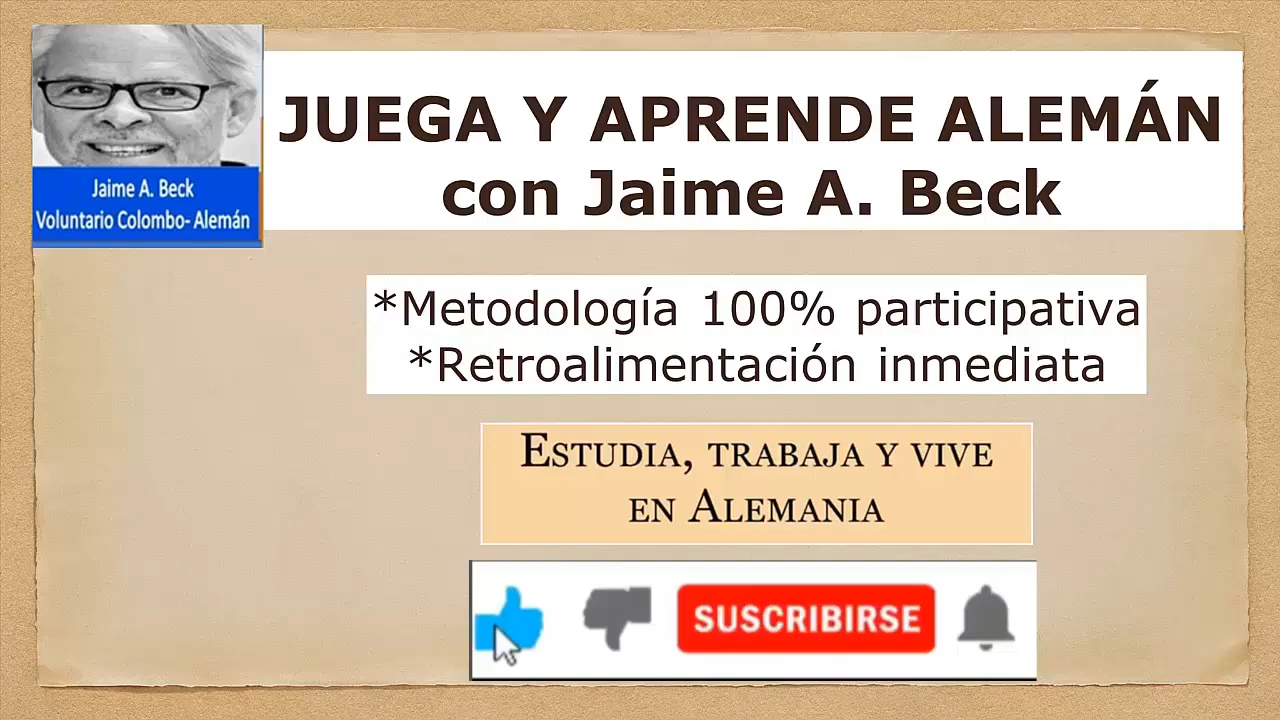 Jaime A. Beck
Voluntario Colombo- Alemán
JUEGA Y APRENDE ALEMÁN
con Jaime A. Beck
*Metodología 100% participativa
*Retroalimentación inmediata
ESTUDIA, TRABAJA Y VIVE
EN ALEMANIA
SUSCRIBIRSE